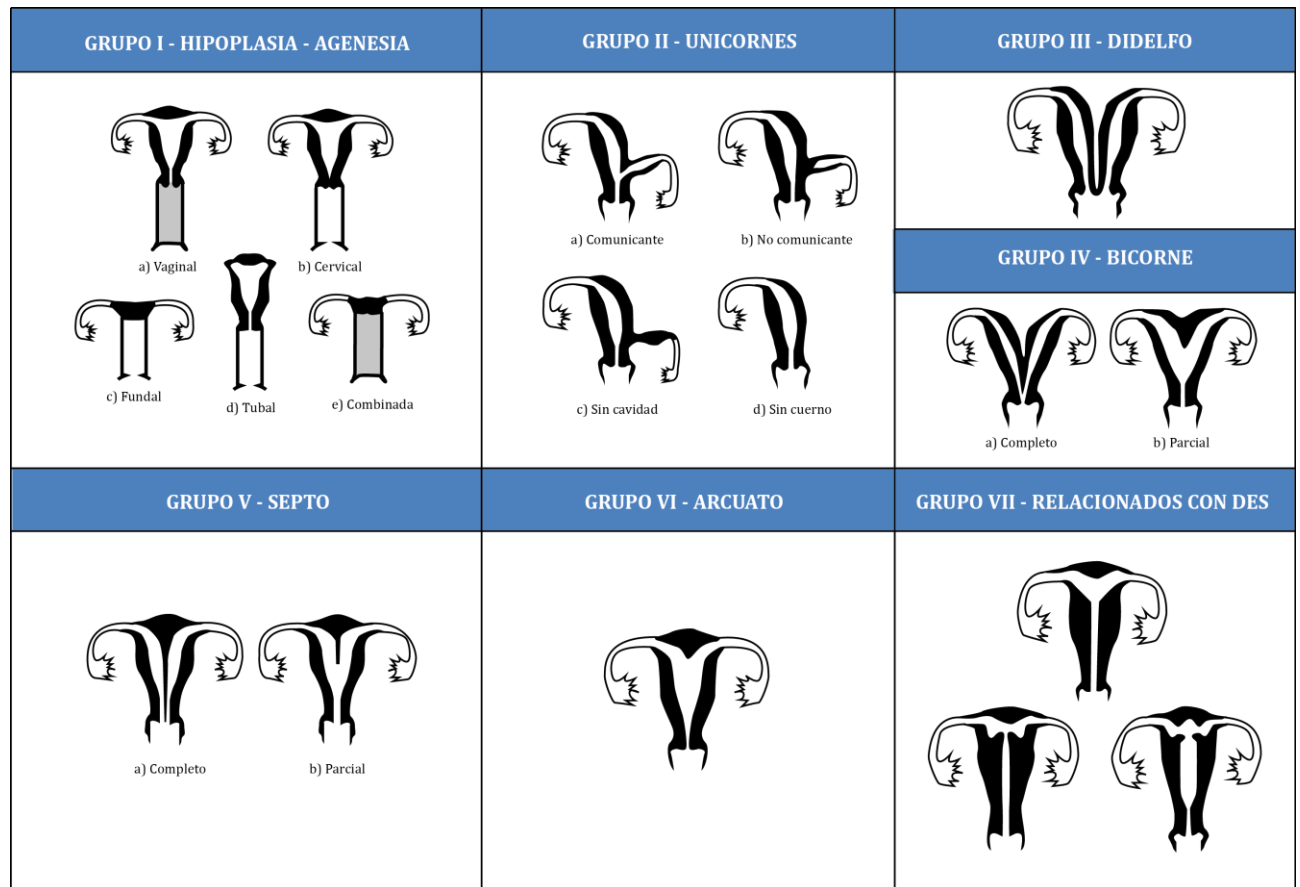 GRUPO I - HIPOPLASIA - AGENESIA
a) Vaginal
b) Cervical
c) Fundal
d) Tubal
e) Combinada
GRUPO II - UNICORNES
a) Comunicante
b) No comunicante
c) Sin cavidad
d) Sin cuerno
GRUPO III - DIDELFO
GRUPO IV - BICORNE
a) Completo
b) Parcial
GRUPO V - SEPTO
a) Completo
b) Parcial
GRUPO VI - ARCUATO
GRUPO VII - RELACIONADOS CON DES